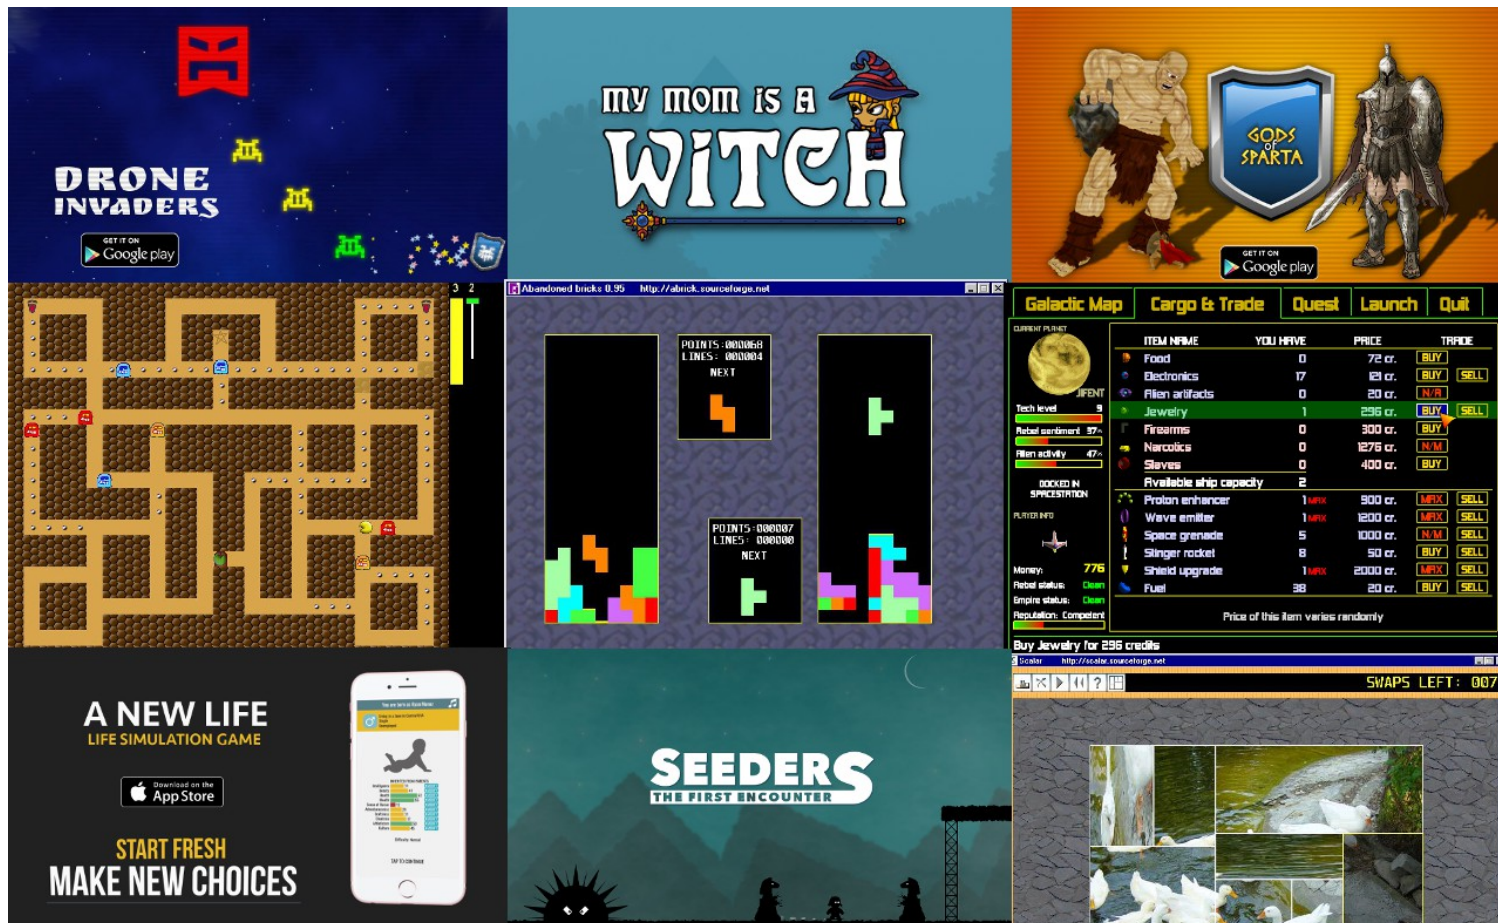 DRONE
INVADERS
GET IT ON
Google play
MY MOM IS A
WITCH
GODS
OF
SPARTA
GET IT ON
Google play
3 2
Abandoned bricks 0.95 http://abrick.sourceforge.net
POINTS:000068
LINES: 000004
NEXT
POINTS:000007
LINES: 000000
NEXT
Galactic Map Cargo & Trade Quest Launch Quit
CURRENT PLANET
JIFENT
Tech level 9
Rebel sentiment 37%
Alien activity 47%
DOCKED IN
SPACESTATION
PLAYER INFO
Money: 776
Rebel status: Clean
Empire status: Clean
Reputation: Competent
ITEM NAME YOU HAVE PRICE TRADE
Food 0 72 cr. BUY
Electronics 17 121 cr. BUY SELL
Alien artifacts 0 20 cr. N/A
Jewelry 1 296 cr. BUY SELL
Firearms 0 300 cr. BUY
Narcotics 0 1276 cr. N/M
Slaves 0 400 cr. BUY
Available ship capacity 2
Proton enhancer 1 MAX 900 cr. MAX SELL
Wave emitter 1 MAX 1200 cr. MAX SELL
Space grenade 5 1000 cr. N/M SELL
Stinger rocket 8 50 cr. BUY SELL
Shield upgrade 1 MAX 2000 cr. MAX SELL
Fuel 38 20 cr. BUY SELL
Price of this item varies randomly
Buy Jewelry for 296 credits
A NEW LIFE
LIFE SIMULATION GAME
Download on the
App Store
START FRESH
MAKE NEW CHOICES
TAP TO CONTINUE
SEEDERS
THE FIRST ENCOUNTER
Scalar http://scalar.sourceforge.net
?
SWAPS LEFT: 007